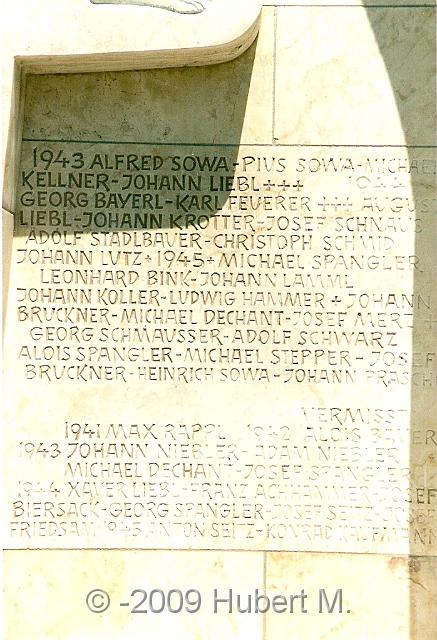 1943 ALFRED SOWA-PIUS SOWA-MICHAEL
KELLNER-JOHANN LIEBL+++ 1944
GEORG BAYERL-KARL FEUERER +++ AUGUS
LIEBL-JOHANN KROTTER-JOSEF SCHNAUS
ADOLF STADLBAUER-CHRISTOPH SCHMID
JOHANN LUTZ+1945+ MICHAEL SPANGLER
LEONHARD BINK-JOHANN LAMML
JOHANN KOLLER-LUDWIG HAMMER + JOHANN
BRUCKNER-MICHAEL DECHANT-JOSEF MERZ +
GEORG SCHMAUSSER-ADOLF SCHWARZ
ALOIS SPANGLER-MICHAEL STEPPER-JOSEF
BRUCKNER-HEINRICH SOWA-JOHANN PRASCH
VERMISST
1941 MAX RAPPL 1942 ALOIS BAUER
1943 JOHANN NIEBLER-ADAM NIEBLER
MICHAEL DECHANT-JOSEF SPANGLER
1944 XAVER LIEBL-FRANZ ACHHAMMER-JOSEF
BIERSACK-GEORG SPANGLER-JOSEF SEITZ-JOSE
FRIEDSAM 1945 ANTON SEITZ-KONRAD KAUFMANN
© -2009 Hubert M.